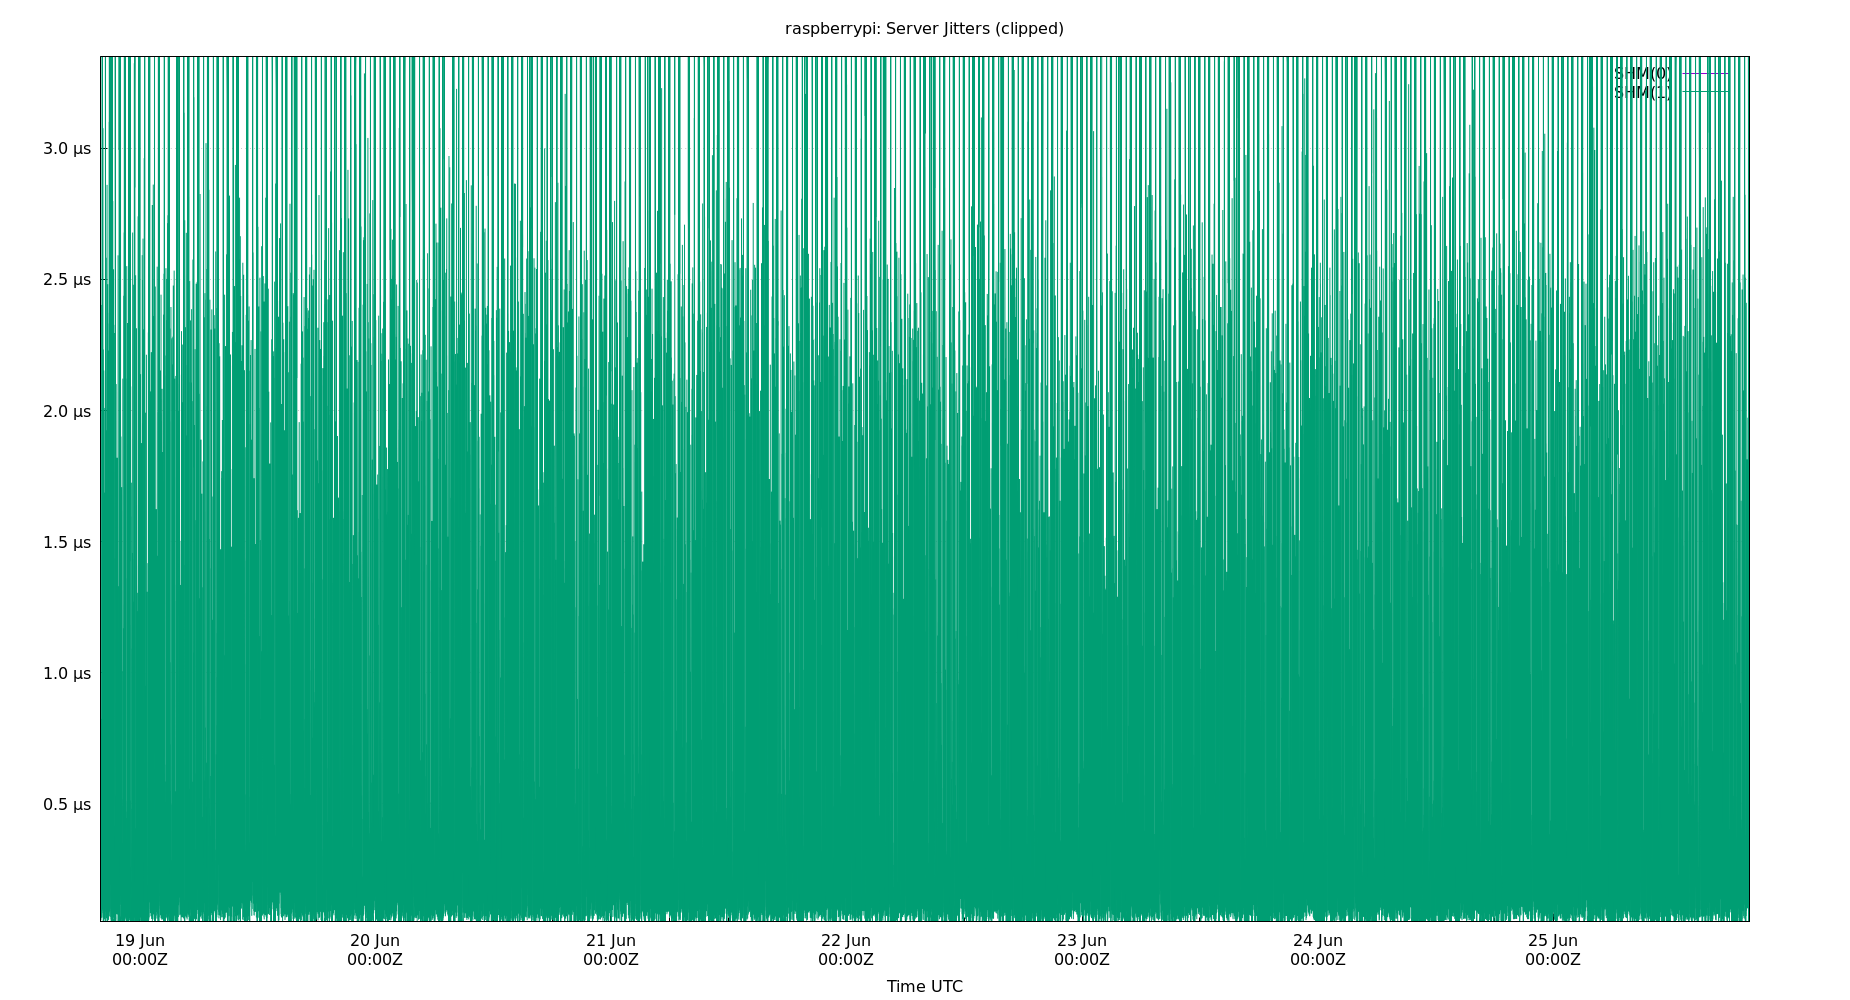 raspberrypi: Server Jitters (clipped)
SHM(0)
SHM(1)
3.0 µs
2.5 µs
2.0 µs
1.5 µs
1.0 µs
0.5 µs
19 Jun 20 Jun 21 Jun 22 Jun 23 Jun 24 Jun 25 Jun
00:00Z 00:00Z 00:00Z 00:00Z 00:00Z 00:00Z 00:00Z
Time UTC